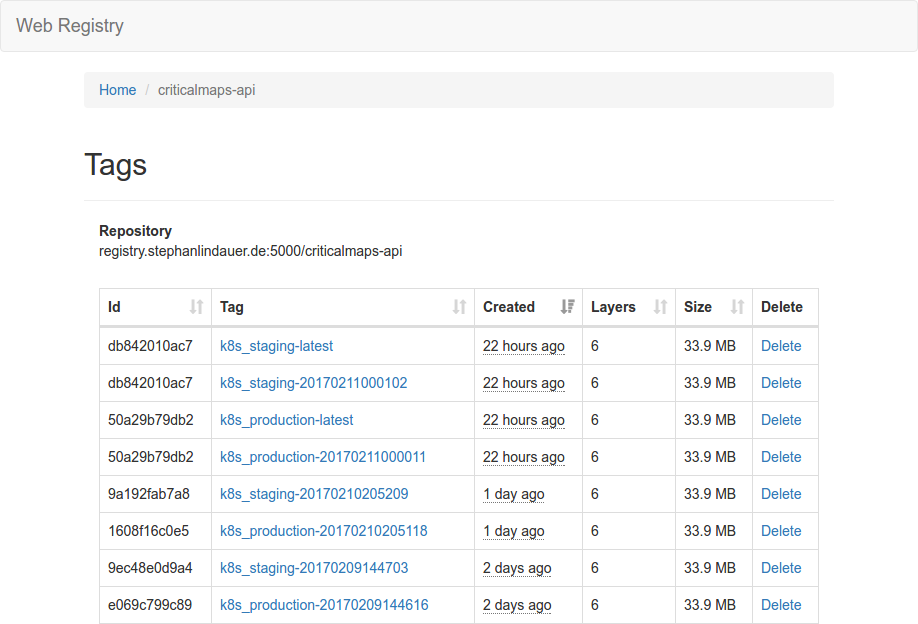 Web Registry
Home / criticalmaps-api
Tags
Repository
registry.stephanlindauer.de:5000/criticalmaps-api
Id Tag Created Layers Size Delete
db842010ac7 k8s_staging-latest 22 hours ago 6 33.9 MB Delete
db842010ac7 k8s_staging-20170211000102 22 hours ago 6 33.9 MB Delete
50a29b79db2 k8s_production-latest 22 hours ago 6 33.9 MB Delete
50a29b79db2 k8s_production-20170211000011 22 hours ago 6 33.9 MB Delete
9a192fab7a8 k8s_staging-20170210205209 1 day ago 6 33.9 MB Delete
1608f16c0e5 k8s_production-20170210205118 1 day ago 6 33.9 MB Delete
9ec48e0d9a4 k8s_staging-20170209144703 2 days ago 6 33.9 MB Delete
e069c799c89 k8s_production-20170209144616 2 days ago 6 33.9 MB Delete